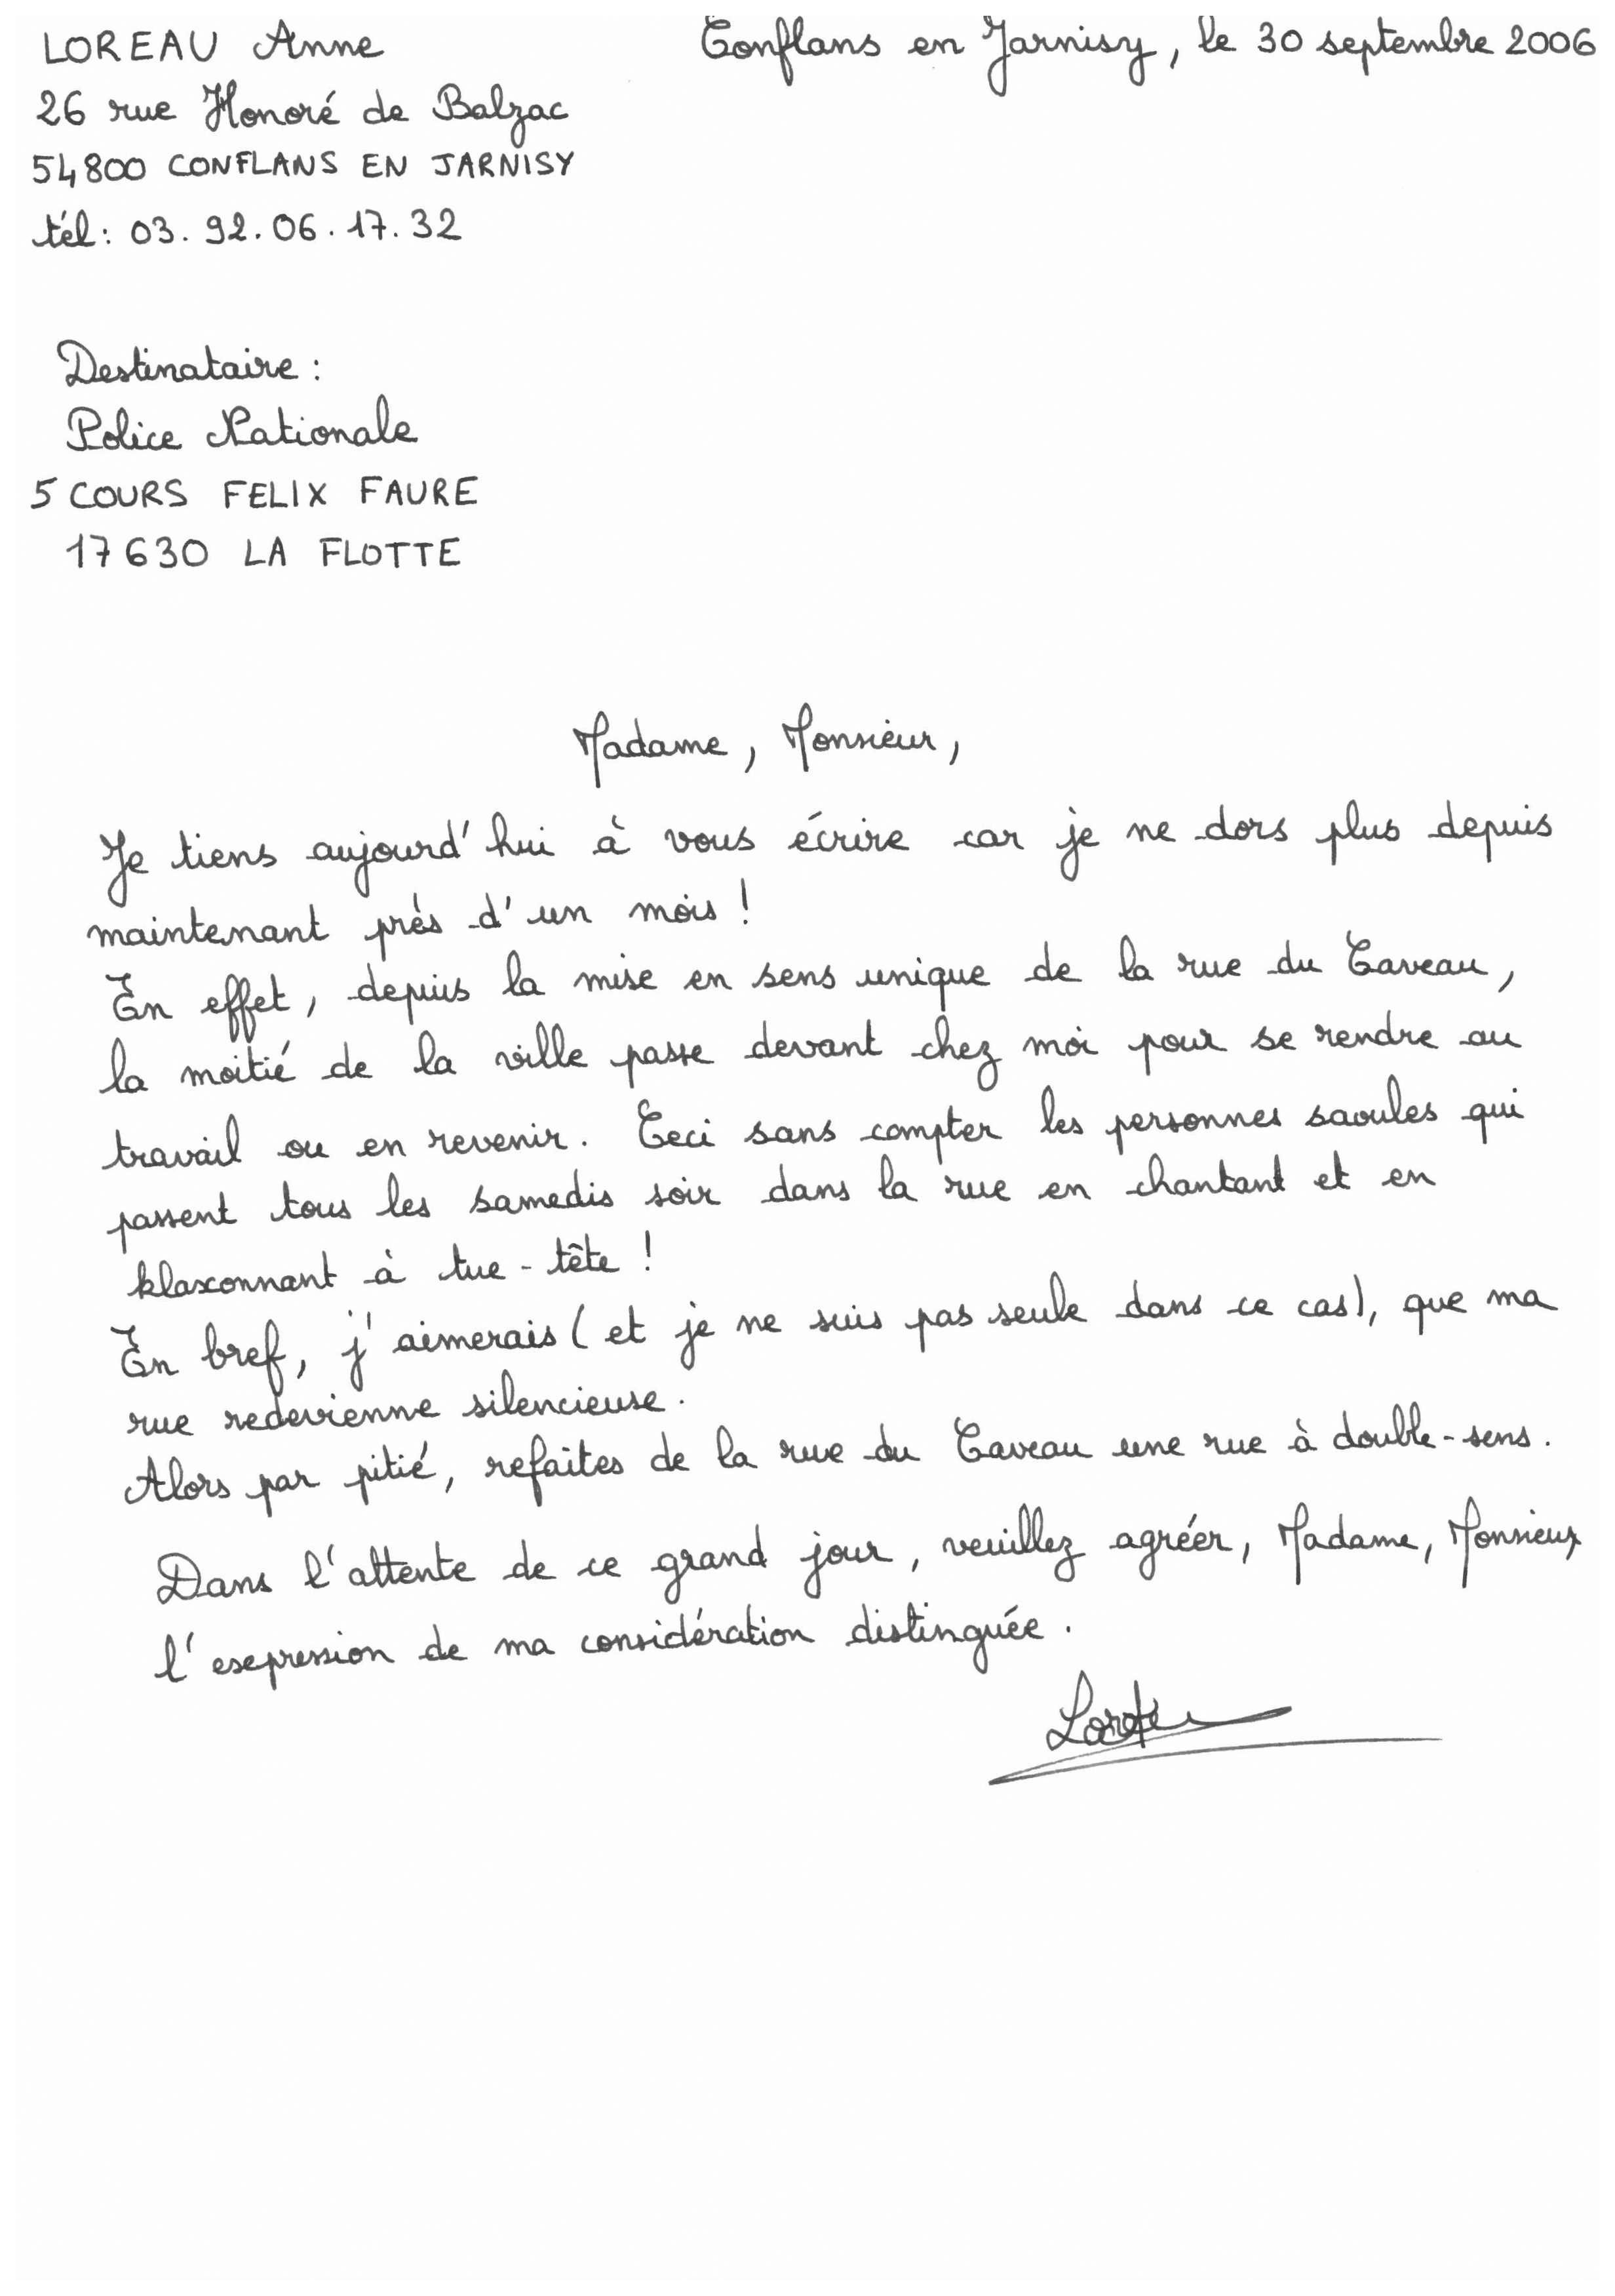 LOREAU Anne
Conflans en Jarnisy, le 30 septembre 2006
26 rue Honoré de Balzac
54800 CONFLANS EN JARNISY
tél : 03.92.06.17.32
Destinataire :
Police Nationale
5 COURS FELIX FAURE
17630 LA FLOTTE
Madame, Monsieur,
Je tiens aujourd'hui à vous écrire car je ne dors plus depuis
maintenant près d'un mois !
En effet, depuis la mise en sens unique de la rue du Caveau,
la moitié de la ville passe devant chez moi pour se rendre au
travail ou en revenir. Ceci sans compter les personnes saoules qui
passent tous les samedis soir dans la rue en chantant et en
klaxonnant à tue-tête !
En bref, j'aimerais (et je ne suis pas seule dans ce cas), que ma
rue redevienne silencieuse.
Alors par pitié, refaites de la rue du Caveau une rue à double-sens.
Dans l'attente de ce grand jour, veuillez agréer, Madame, Monsieur,
l'expression de ma considération distinguée.